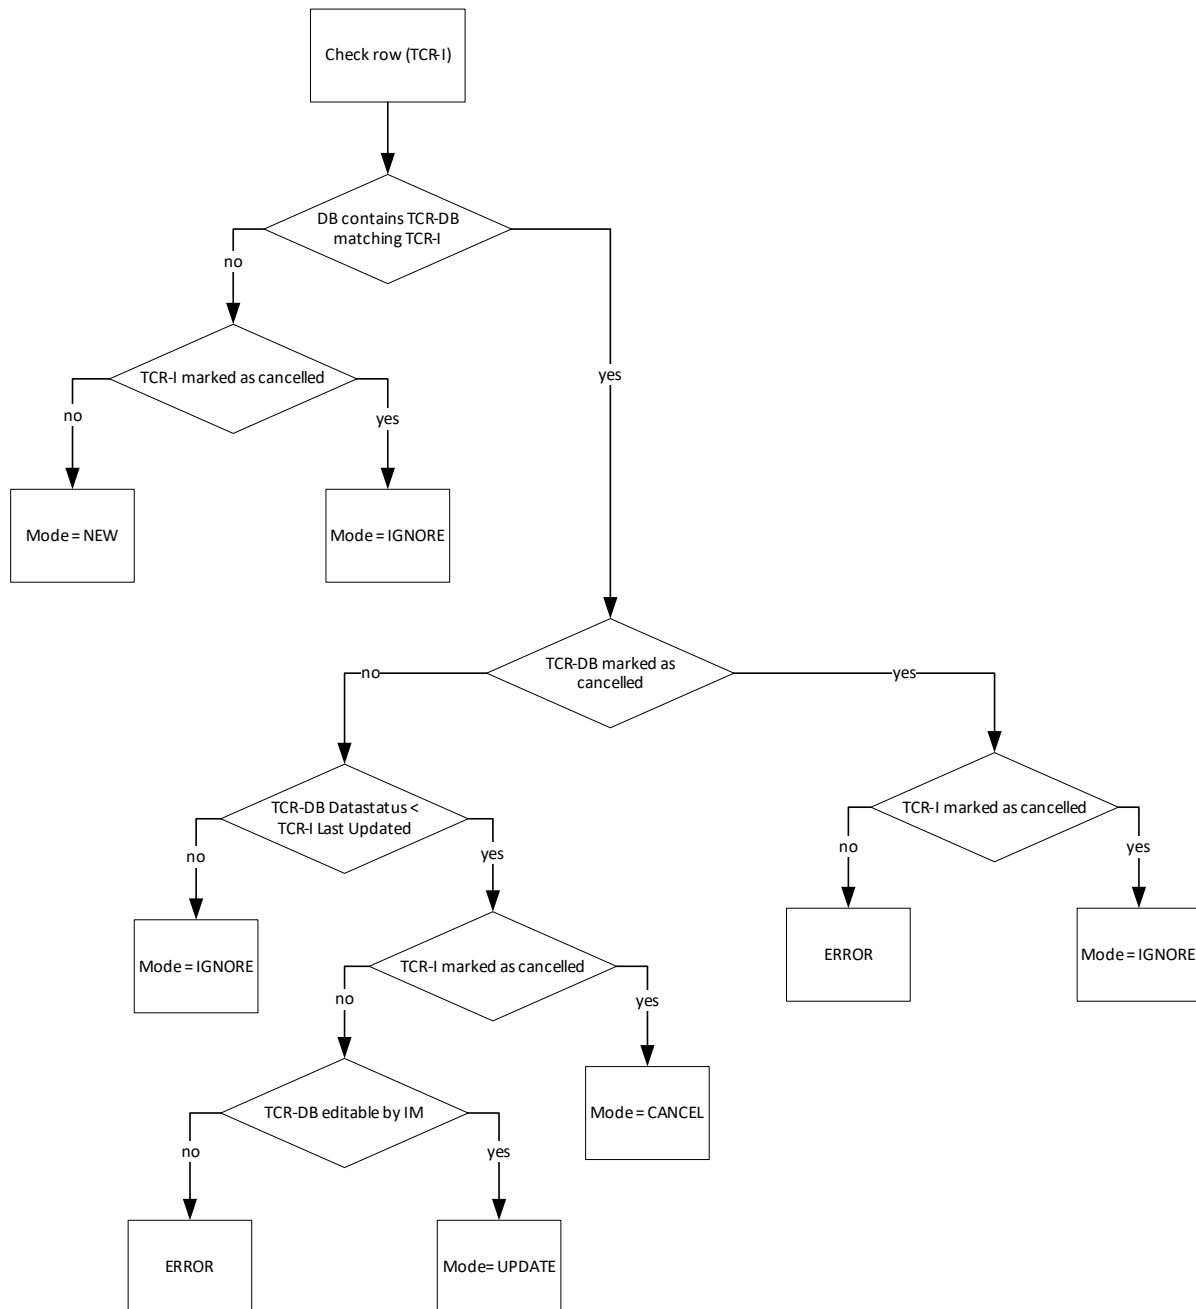 Check row (TCR-I)
DB contains TCR-DB
matching TCR-I
no
yes
TCR-I marked as cancelled
no
yes
Mode = NEW
Mode = IGNORE
TCR-DB marked as
cancelled
no
yes
TCR-DB Datastatus <
TCR-I Last Updated
no
yes
TCR-I marked as cancelled
no
yes
Mode = IGNORE
TCR-I marked as cancelled
no
yes
ERROR
Mode = IGNORE
TCR-DB editable by IM
no
yes
Mode = CANCEL
ERROR
Mode= UPDATE